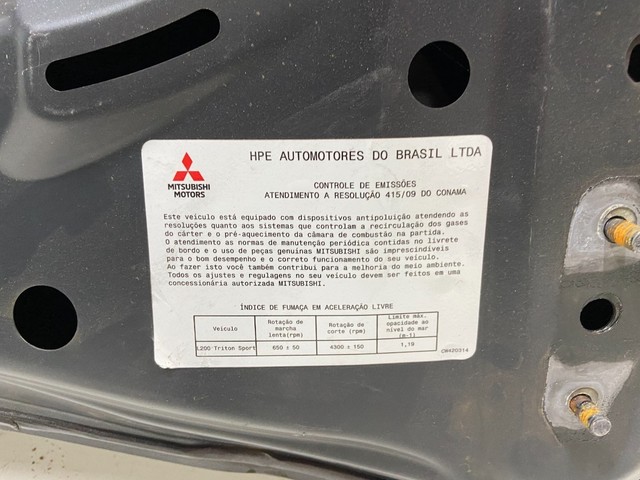 HPE AUTOMOTORES DO BRASIL LTDA
MITSUBISHI
MOTORS
CONTROLE DE EMISSÕES
ATENDIMENTO A RESOLUÇÃO 415/09 DO CONAMA
Este veículo está equipado com dispositivos antipoluição atendendo as
resoluções quanto aos sistemas que controlam a recirculação dos gases
do cárter e o pré-aquecimento da câmara de combustão na partida.
O atendimento as normas de manutenção periódica contidas no livrete
de bordo e o uso de peças genuínas MITSUBISHI são imprescindíveis
para o bom desempenho e o correto funcionamento do seu veículo.
Ao fazer isto você também contribui para a melhoria do meio ambiente.
Todos os ajustes e regulagens no seu veículo devem ser feitos em uma
concessionária autorizada MITSUBISHI.
ÍNDICE DE FUMAÇA EM ACELERAÇÃO LIVRE
Veículo
Rotação de
marcha
lenta(rpm)
Rotação de
corte (rpm)
Limite máx.
opacidade ao
nível do mar
(m-1)
L200 Triton Sport
650 ± 50
4300 ± 150
1,19
CW420314